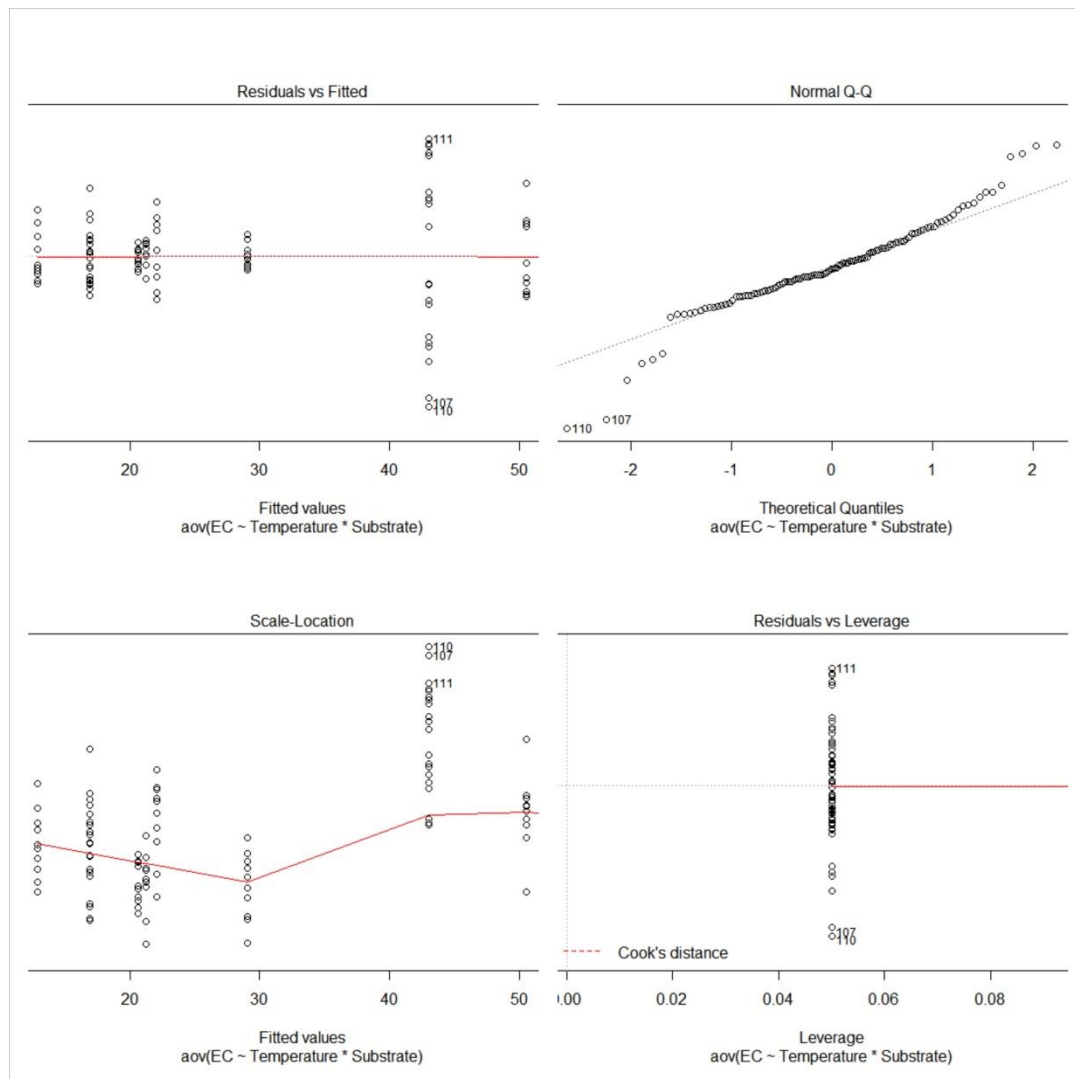 Residuals vs Fitted
111
107
110
20 30 40 50
Fitted values
aov(EC ~ Temperature * Substrate)
Normal Q-Q
110
107
-2 -1 0 1 2
Theoretical Quantiles
aov(EC ~ Temperature * Substrate)
Scale-Location
110
107
111
20 30 40 50
Fitted values
aov(EC ~ Temperature * Substrate)
Residuals vs Leverage
111
107
110
Cook's distance
0.00 0.02 0.04 0.06 0.08
Leverage
aov(EC ~ Temperature * Substrate)